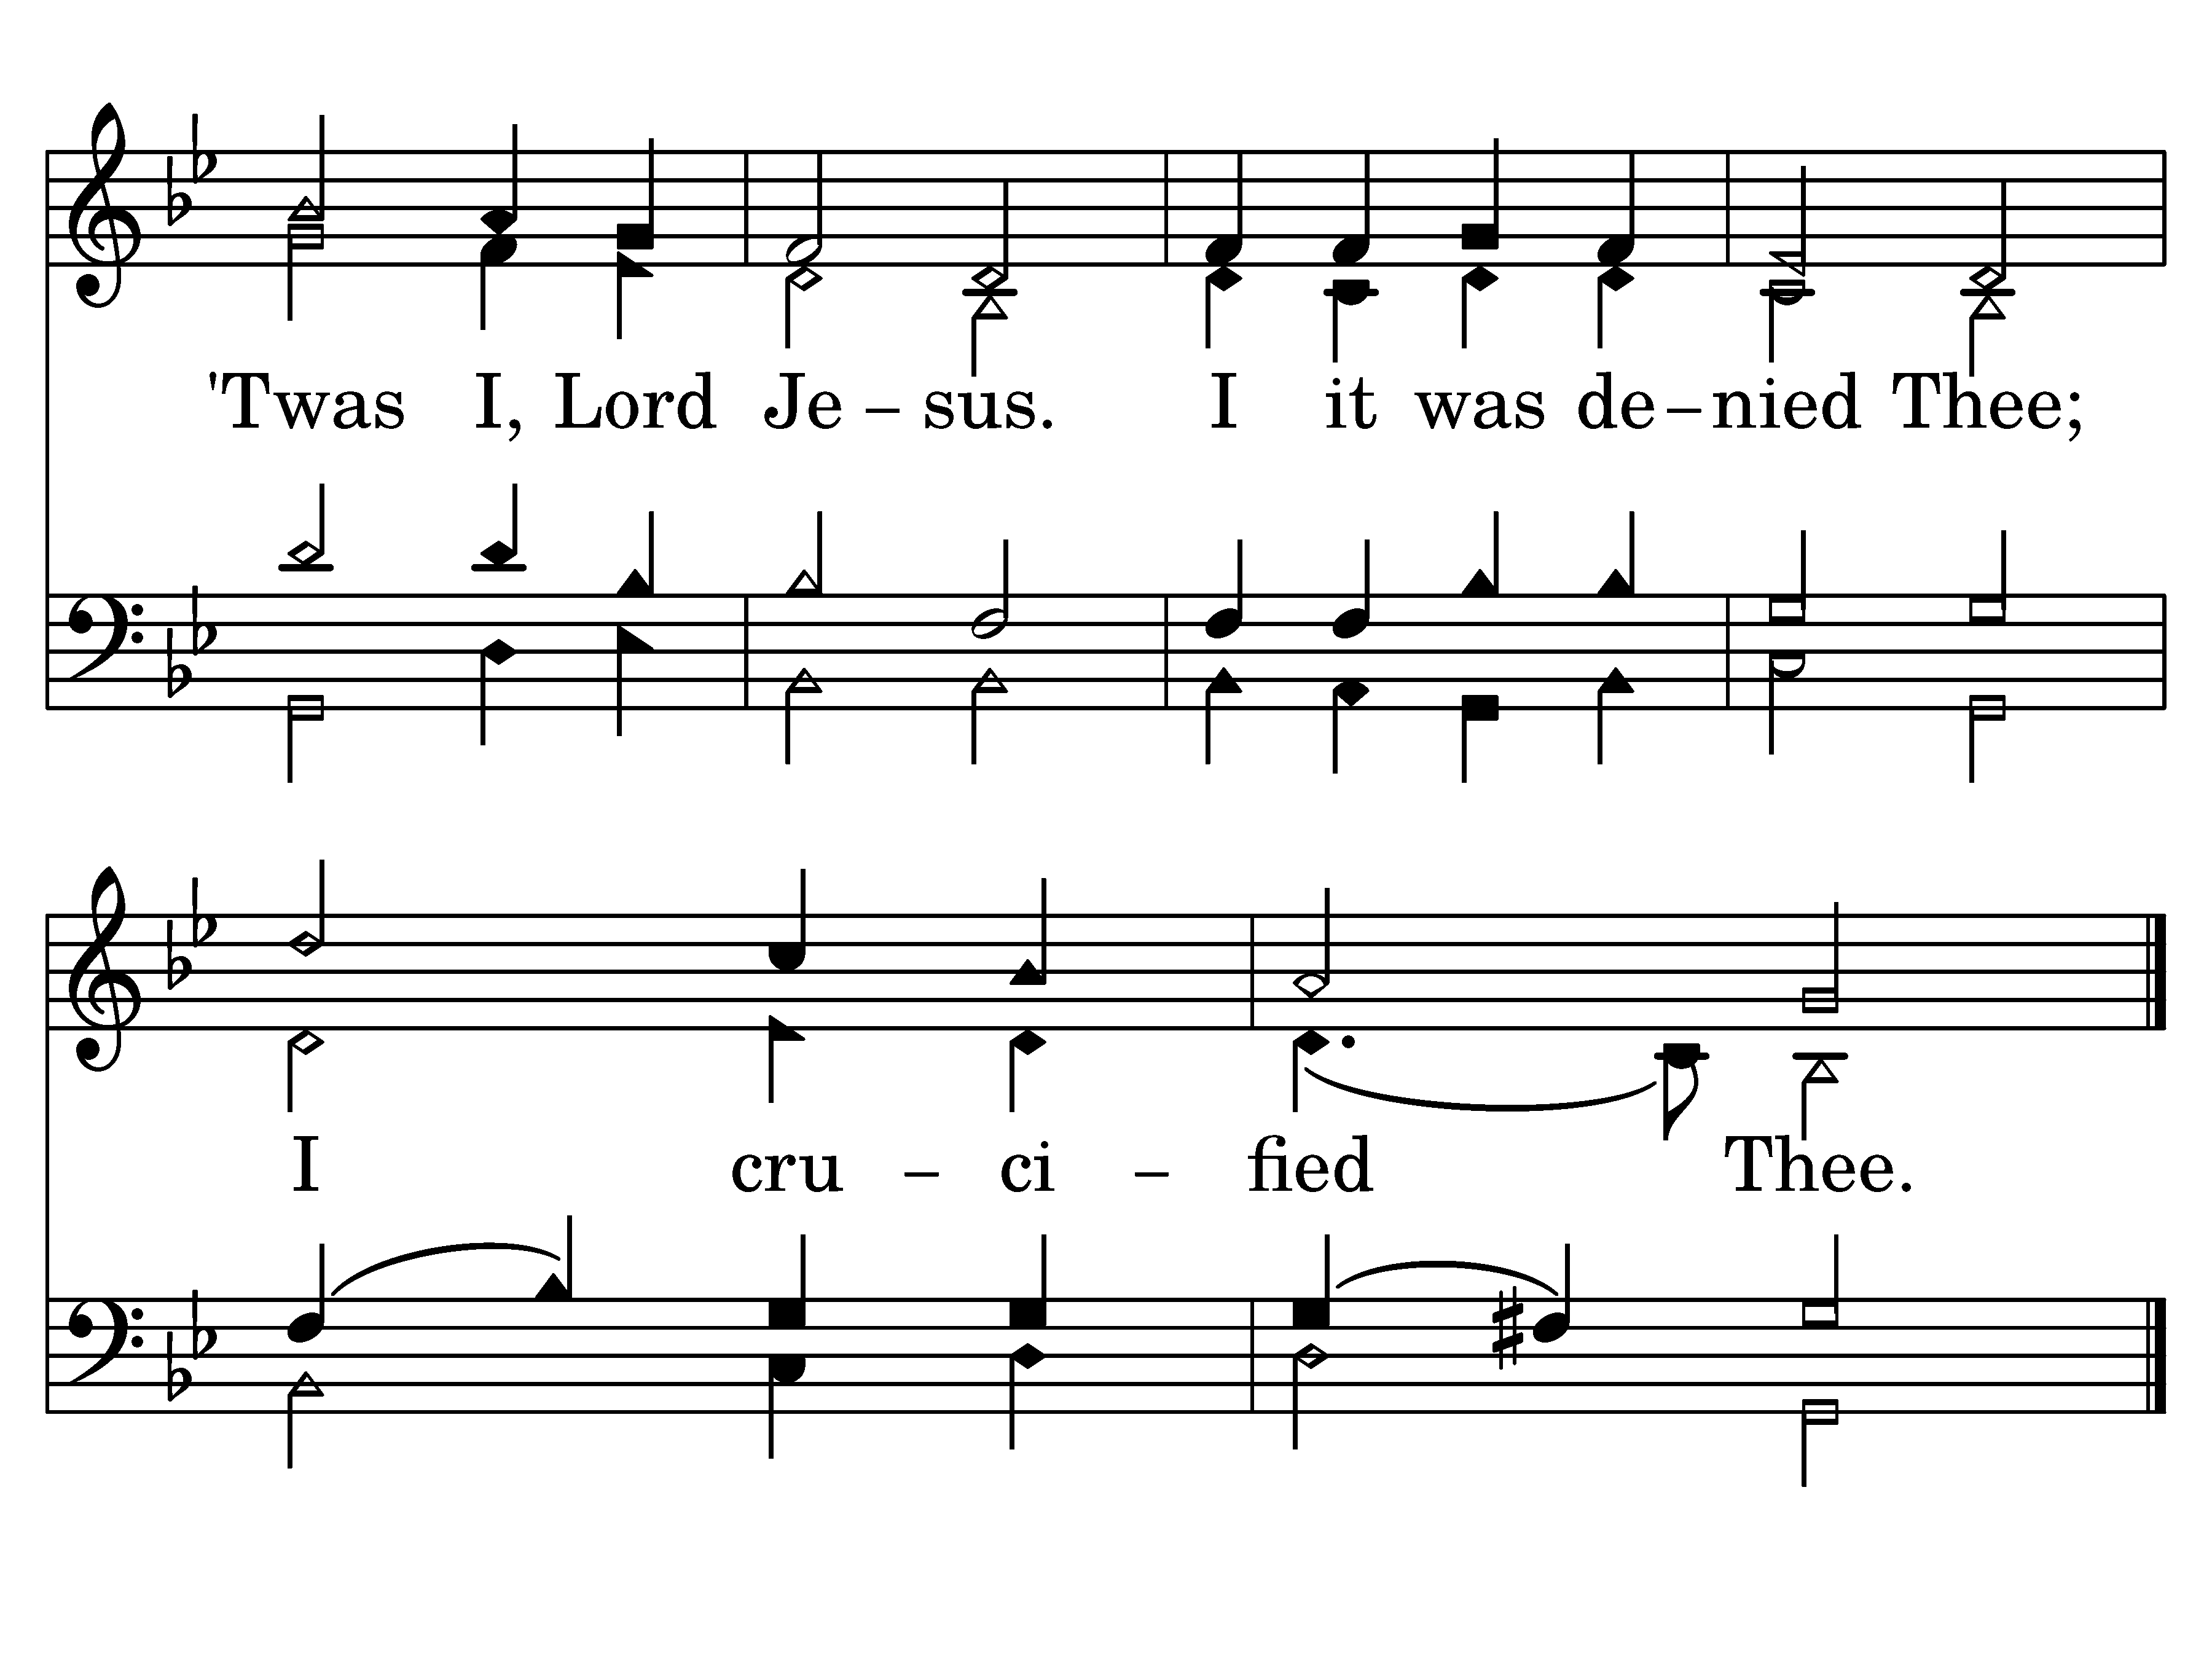 'Twas I, Lord Je – sus. I it was de – nied Thee;
I cru – ci – fied Thee.